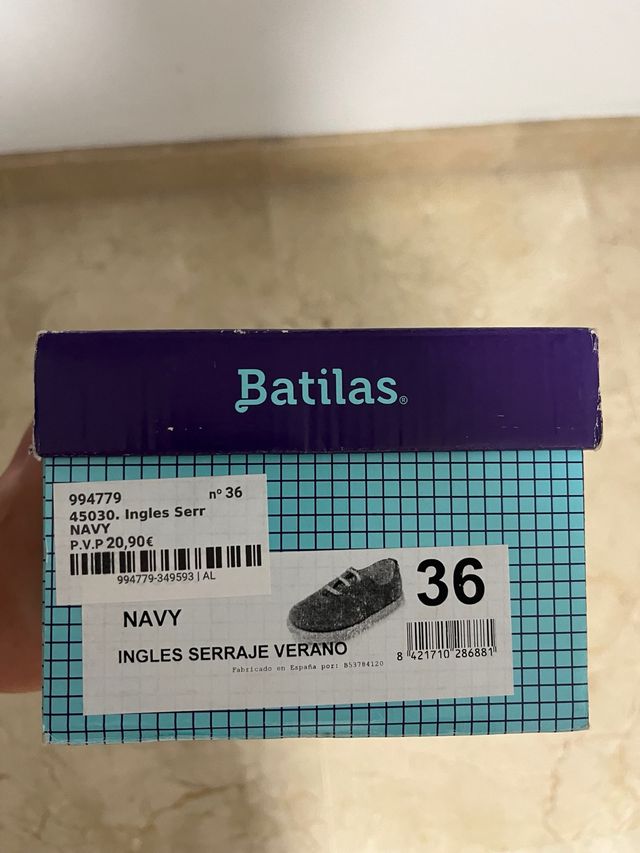 Batilas®
994779 nº 36
45030. Ingles Serr
NAVY
P.V.P 20,90€
994779-349593 | AL
NAVY
36
INGLES SERRAJE VERANO
8 421710 286881
Fabricado en España por: B53784120